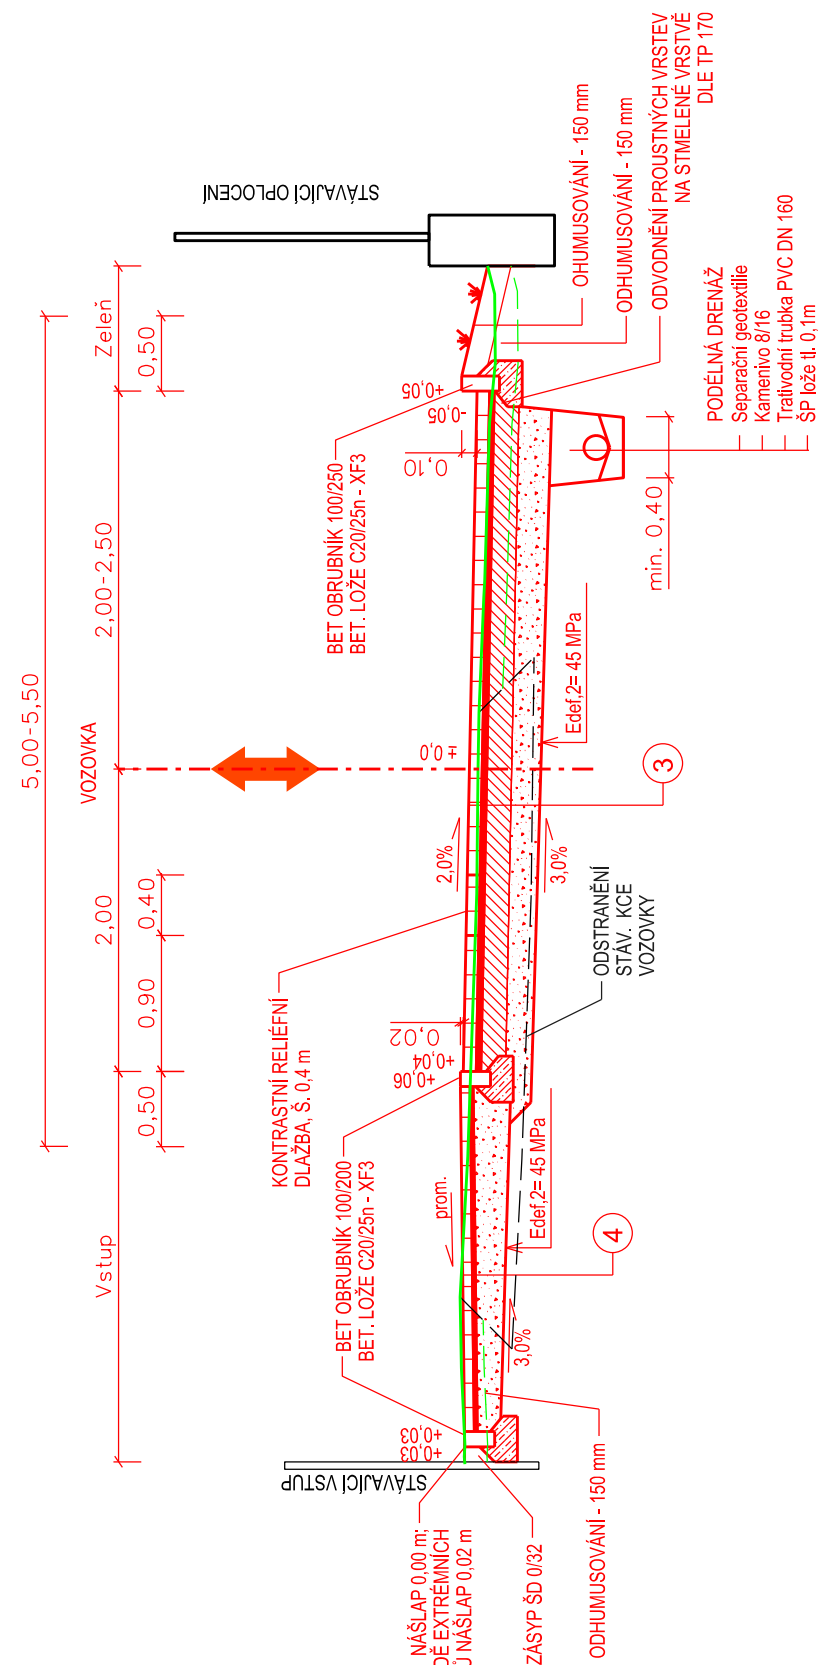 STÁVAJÍCÍ VSTUP
STÁVAJÍCÍ OPLOCENÍ
5,00-5,50
VOZOVKA
Vstup
2,00
2,00-2,50
Zeleň
0,50
0,90
0,40
0,50
BET OBRUBNÍK 100/200
BET. LOŽE C20/25n - XF3
KONTRASTNÍ RELIÉFNÍ
DLAŽBA, Š. 0,4 m
BET OBRUBNÍK 100/250
BET. LOŽE C20/25n - XF3
+0,03
+0,03
prom.
+0,06
+0,04
0,02
2,0%
± 0,0
0,10
-0,05
+0,05
NÁŠLAP 0,00 m;
DĚ EXTRÉMNÍCH
NÁŠLAP 0,02 m
ZÁSYP ŠD 0/32
ODHUMUSOVÁNÍ - 150 mm
3,0%
Edef,2= 45 MPa
4
ODSTRANĚNÍ
STÁV. KCE
VOZOVKY
3,0%
3
Edef,2= 45 MPa
min. 0,40
OHUMUSOVÁNÍ - 150 mm
ODHUMUSOVÁNÍ - 150 mm
ODVODNĚNÍ PROUSTNÝCH VRSTEV
NA STMELENÉ VRSTVĚ
DLE TP 170
PODÉLNÁ DRENÁŽ
Separační geotextilie
Kamenivo 8/16
Trativodní trubka PVC DN 160
ŠP lože tl. 0,1m